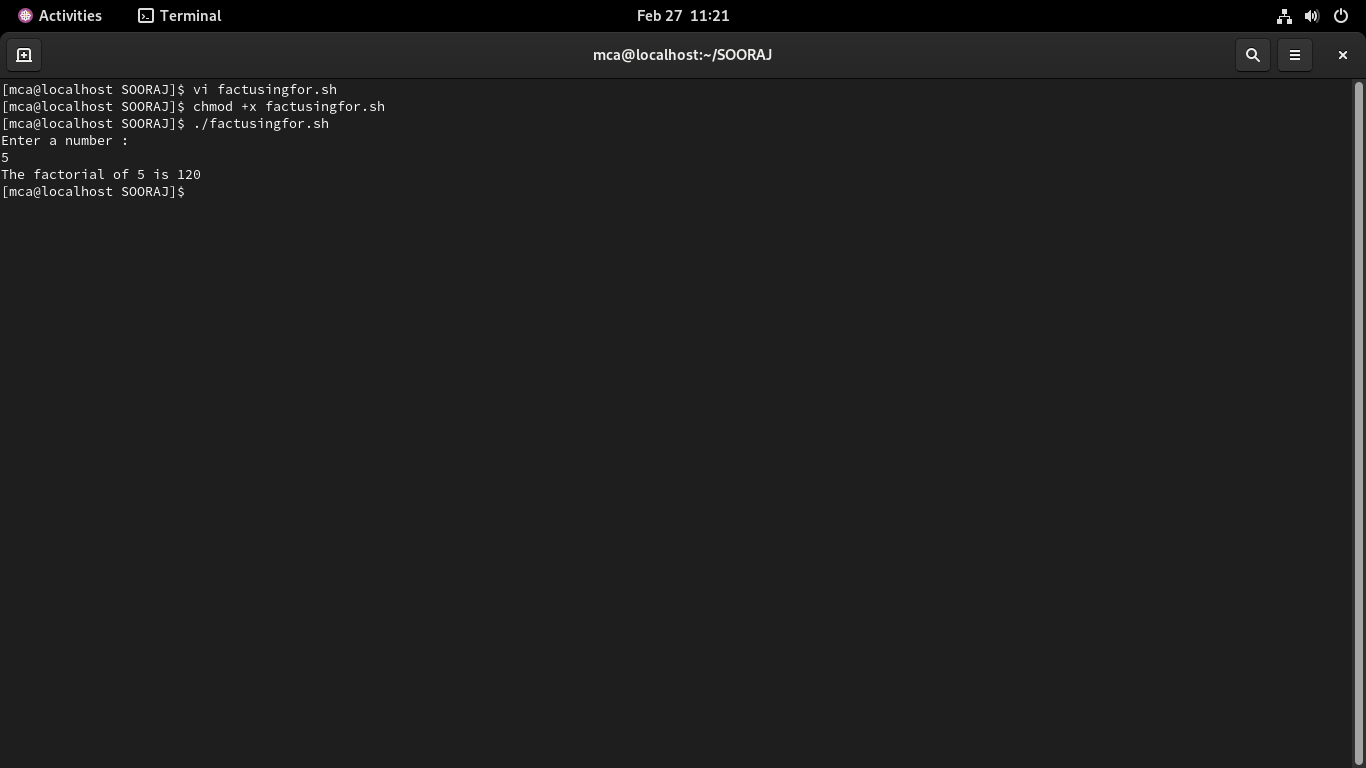 Activities Terminal Feb 27 11:21
mca@localhost:~/SOORAJ
[mca@localhost SOORAJ]$ vi factusingfor.sh
[mca@localhost SOORAJ]$ chmod +x factusingfor.sh
[mca@localhost SOORAJ]$ ./factusingfor.sh
Enter a number :
5
The factorial of 5 is 120
[mca@localhost SOORAJ]$